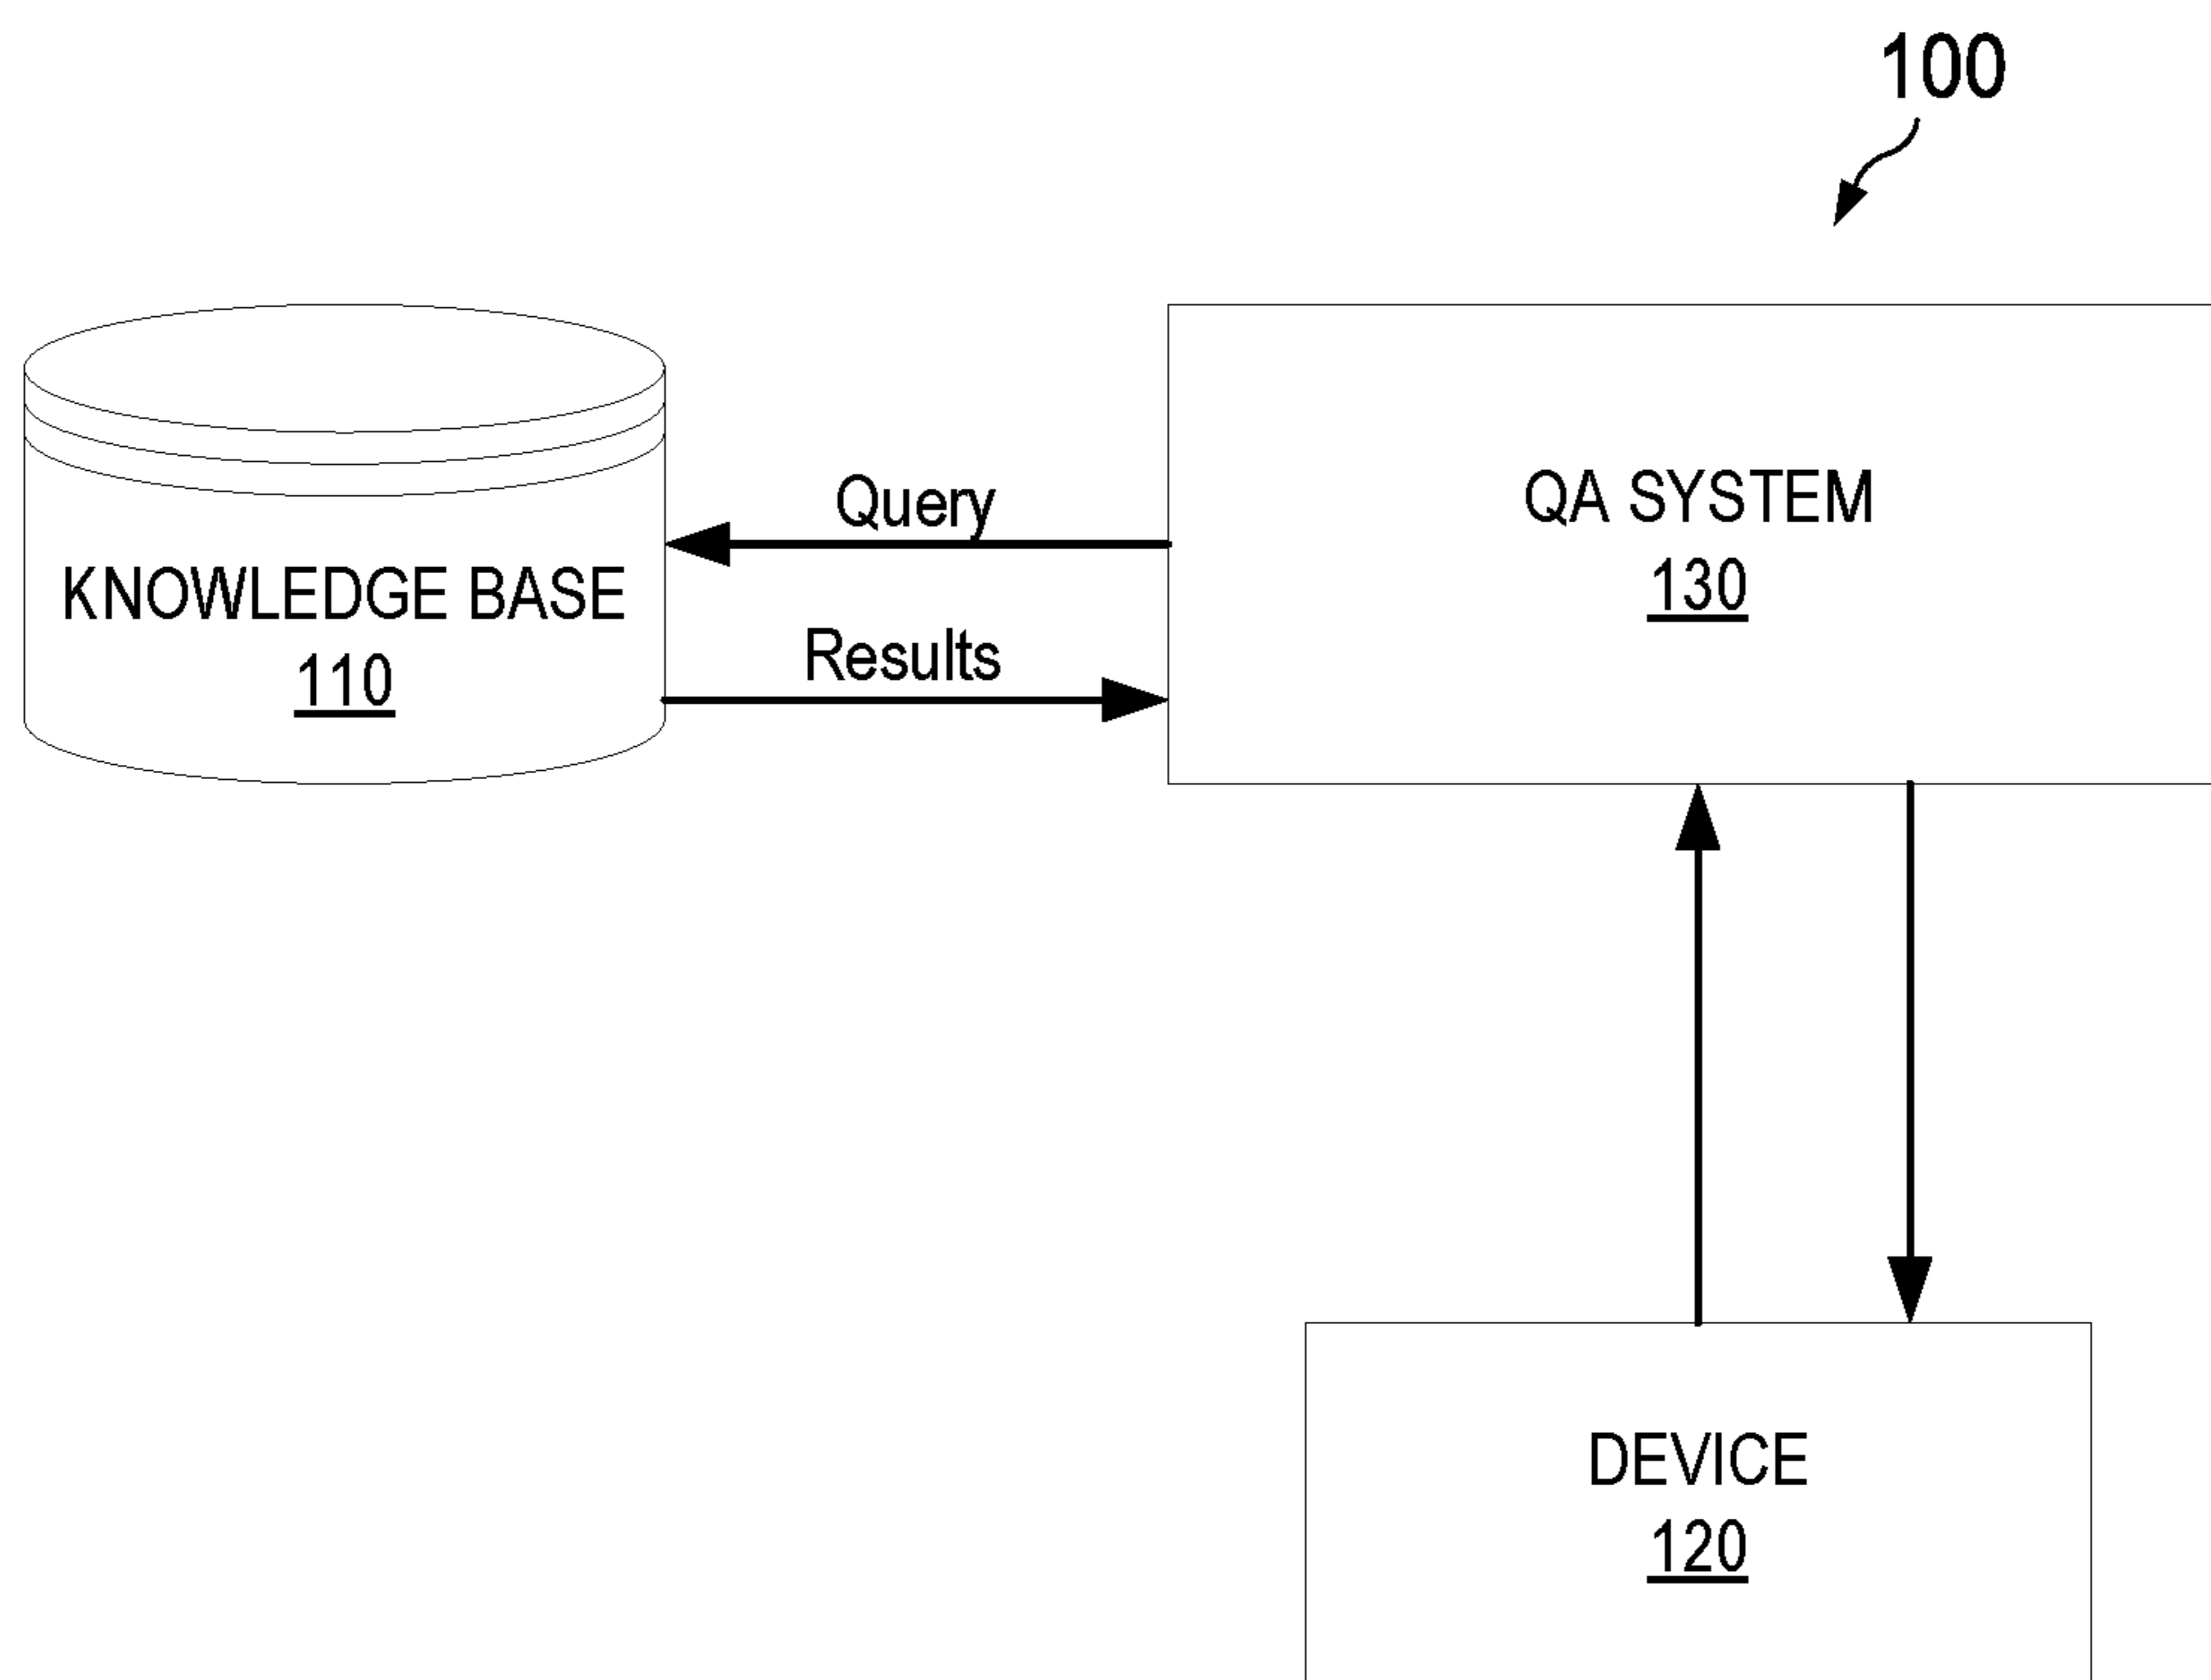 100
Query
QA SYSTEM
130
KNOWLEDGE BASE
110
Results
DEVICE
120